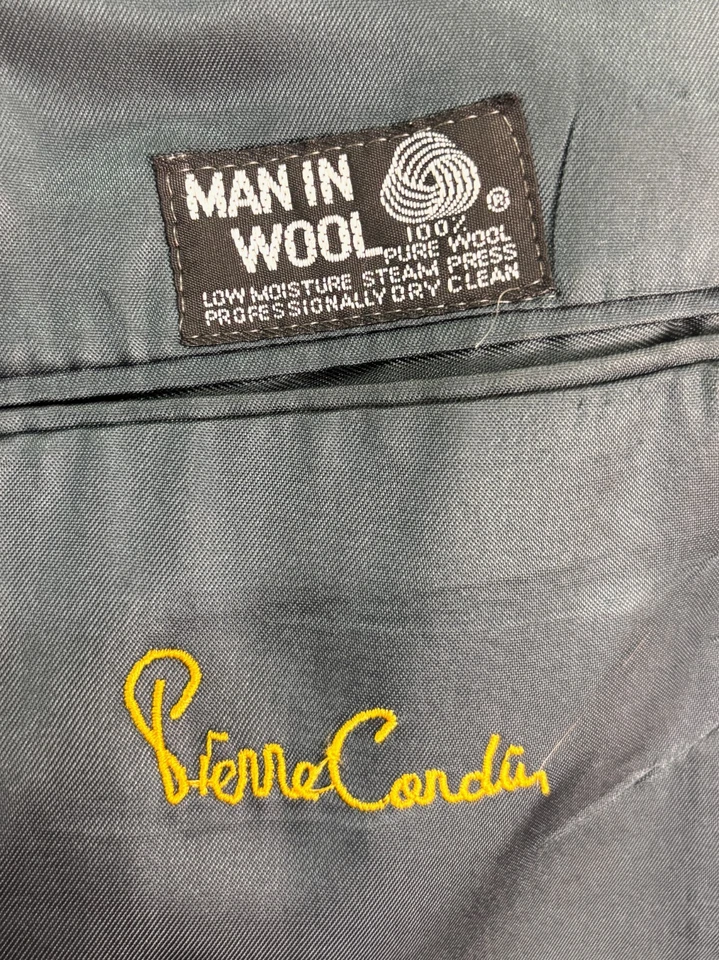 MAN IN
WOOL
100%
PURE WOOL
®
LOW MOISTURE STEAM PRESS
PROFESSIONALLY DRY CLEAN
Pierre Cardin